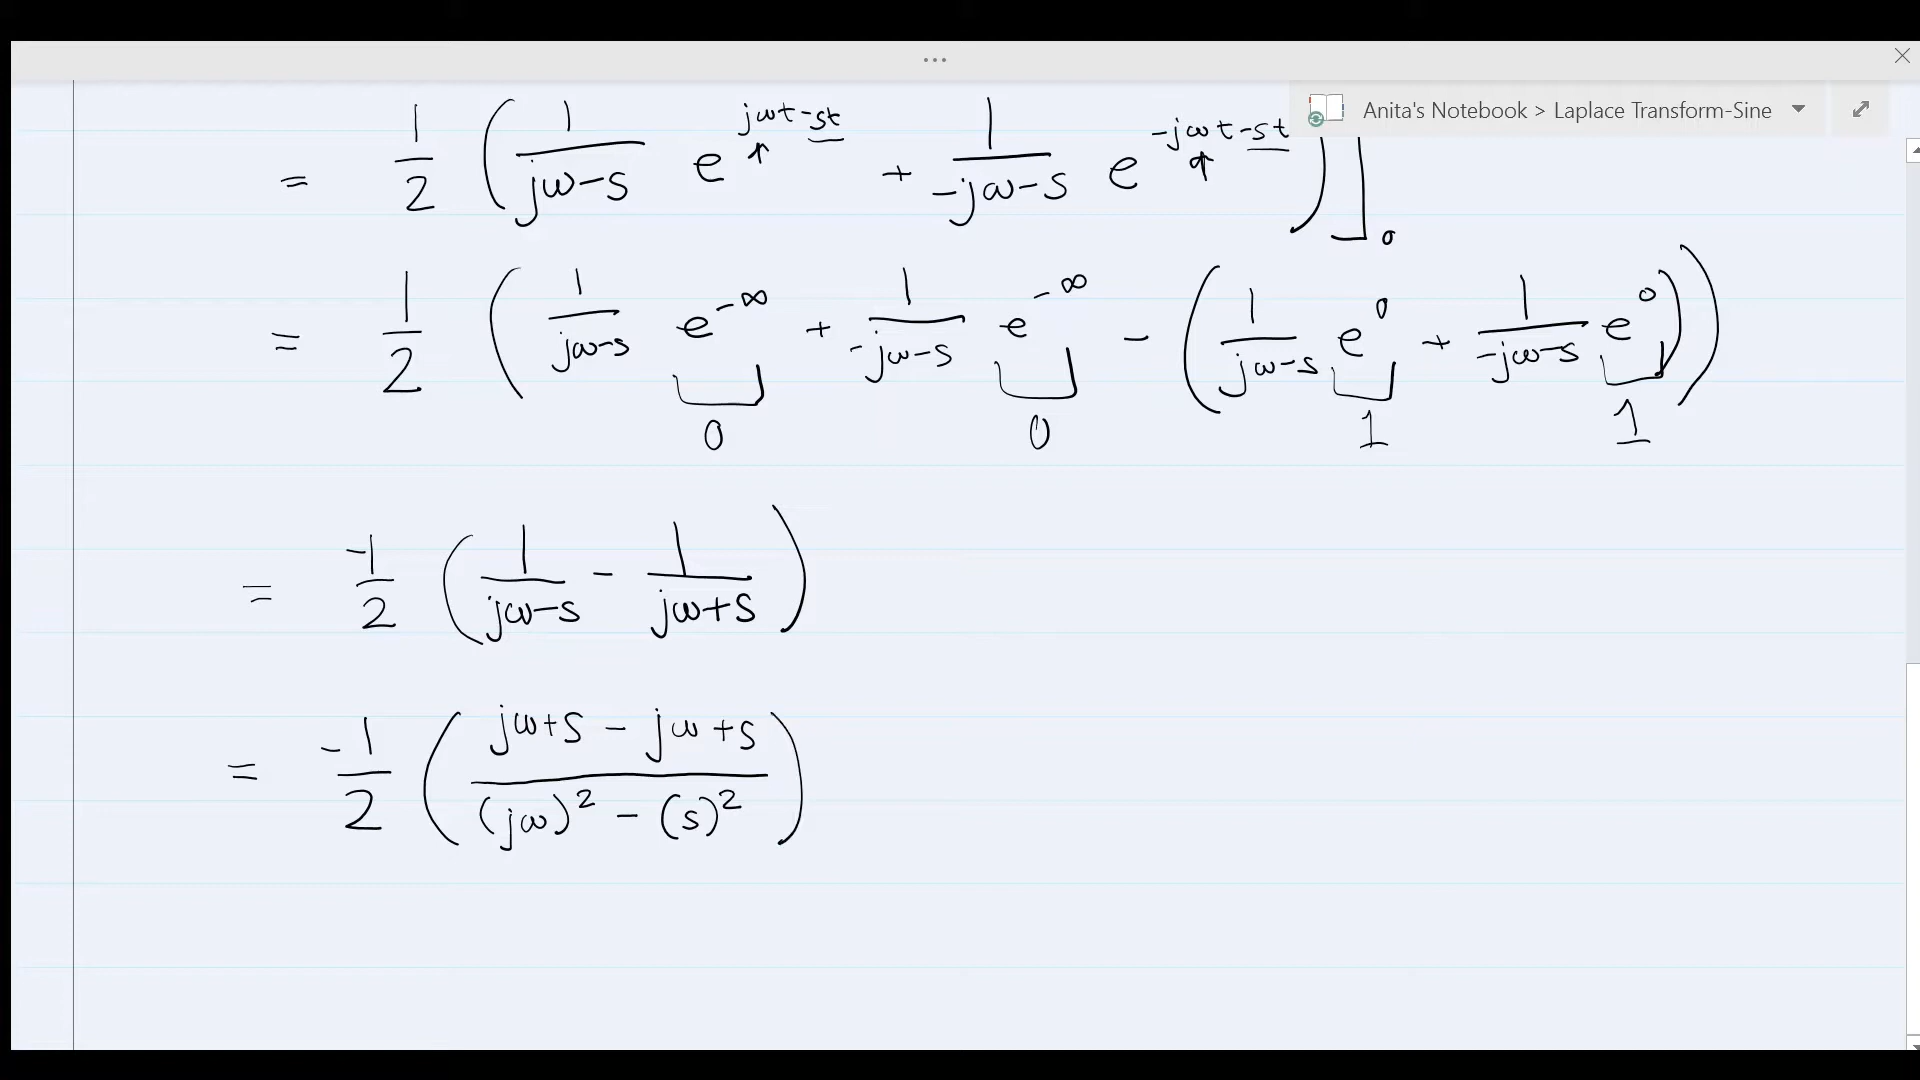 ...
Anita's Notebook > Laplace Transform-Sine
= 1/2 ( 1/(jω-s) e^(jωt-st) + 1/(-jω-s) e^(-jωt-st) ) ]₀
↑ ↑
= 1/2 ( 1/(jω-s) e^(-∞) + 1/(-jω-s) e^(-∞) - ( 1/(jω-s) e^0 + 1/(-jω-s) e^0 ) )
0 0 1 1
= -1/2 ( 1/(jω-s) - 1/(jω+s) )
= -1/2 ( (jω+s - jω+s)/((jω)² - (s)²) )